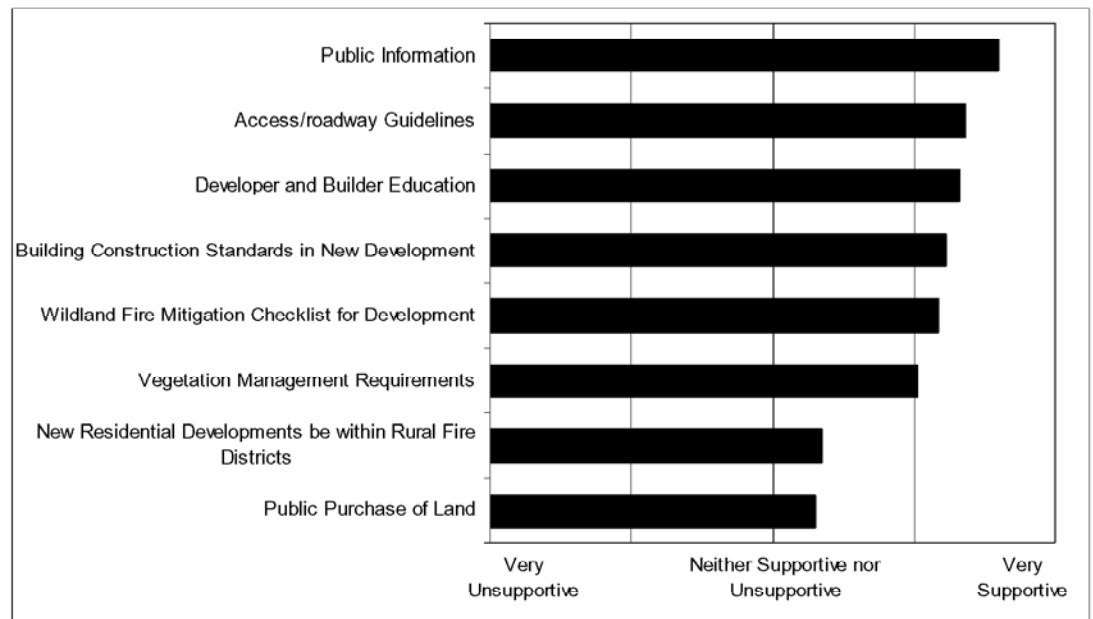 Public Information
Access/roadway Guidelines
Developer and Builder Education
Building Construction Standards in New Development
Wildland Fire Mitigation Checklist for Development
Vegetation Management Requirements
New Residential Developments be within Rural Fire
Districts
Public Purchase of Land
Very
Unsupportive
Neither Supportive nor
Unsupportive
Very
Supportive